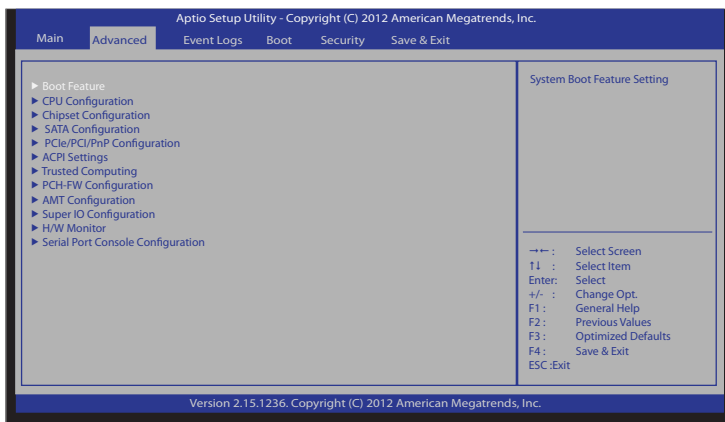 Aptio Setup Utility - Copyright (C) 2012 American Megatrends, Inc.
Main Advanced Event Logs Boot Security Save & Exit
▶ Boot Feature
▶ CPU Configuration
▶ Chipset Configuration
▶ SATA Configuration
▶ PCIe/PCI/PnP Configuration
▶ ACPI Settings
▶ Trusted Computing
▶ PCH-FW Configuration
▶ AMT Configuration
▶ Super IO Configuration
▶ H/W Monitor
▶ Serial Port Console Configuration
System Boot Feature Setting
→← : Select Screen
↑↓ : Select Item
Enter: Select
+/- : Change Opt.
F1 : General Help
F2 : Previous Values
F3 : Optimized Defaults
F4 : Save & Exit
ESC :Exit
Version 2.15.1236. Copyright (C) 2012 American Megatrends, Inc.